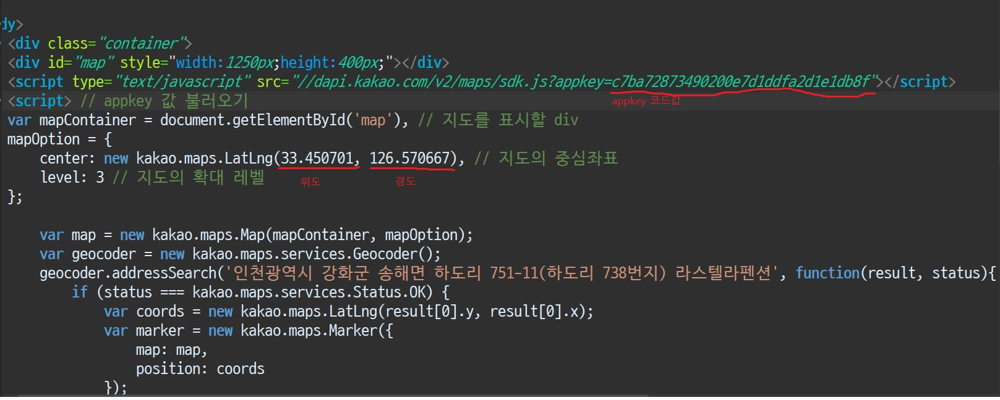 dy>
<div class="container">
<div id="map" style="width:1250px;height:400px;"></div>
<script type="text/javascript" src="//dapi.kakao.com/v2/maps/sdk.js?appkey=c7ba72873490200e7d1ddfa2d1e1db8f"></script>
<script> // appkey 값 불러오기
appkey 코드값
var mapContainer = document.getElementById('map'), // 지도를 표시할 div
mapOption = {
center: new kakao.maps.LatLng(33.450701, 126.570667), // 지도의 중심좌표
level: 3 // 지도의 확대 레벨
위도 경도
};
var map = new kakao.maps.Map(mapContainer, mapOption);
var geocoder = new kakao.maps.services.Geocoder();
geocoder.addressSearch('인천광역시 강화군 송해면 하도리 751-11(하도리 738번지) 라스텔라펜션', function(result, status){
if (status === kakao.maps.services.Status.OK) {
var coords = new kakao.maps.LatLng(result[0].y, result[0].x);
var marker = new kakao.maps.Marker({
map: map,
position: coords
});